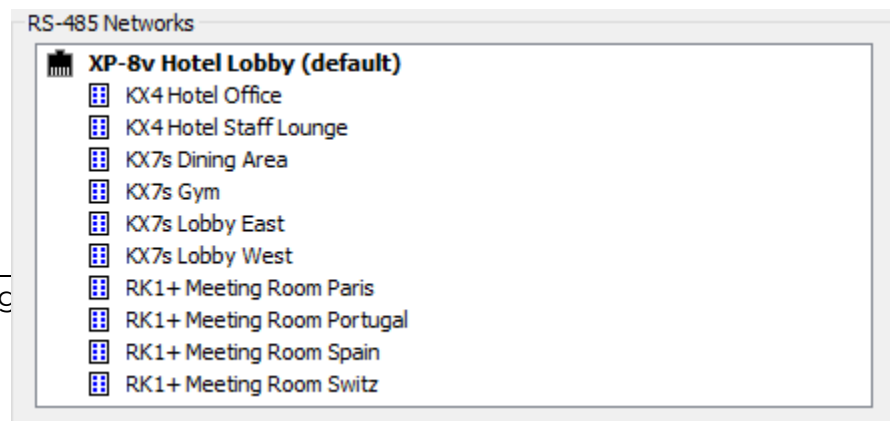 RS-485 Networks
XP-8v Hotel Lobby (default)
KX4 Hotel Office
KX4 Hotel Staff Lounge
KX7s Dining Area
KX7s Gym
KX7s Lobby East
KX7s Lobby West
RK1+ Meeting Room Paris
RK1+ Meeting Room Portugal
RK1+ Meeting Room Spain
RK1+ Meeting Room Switz